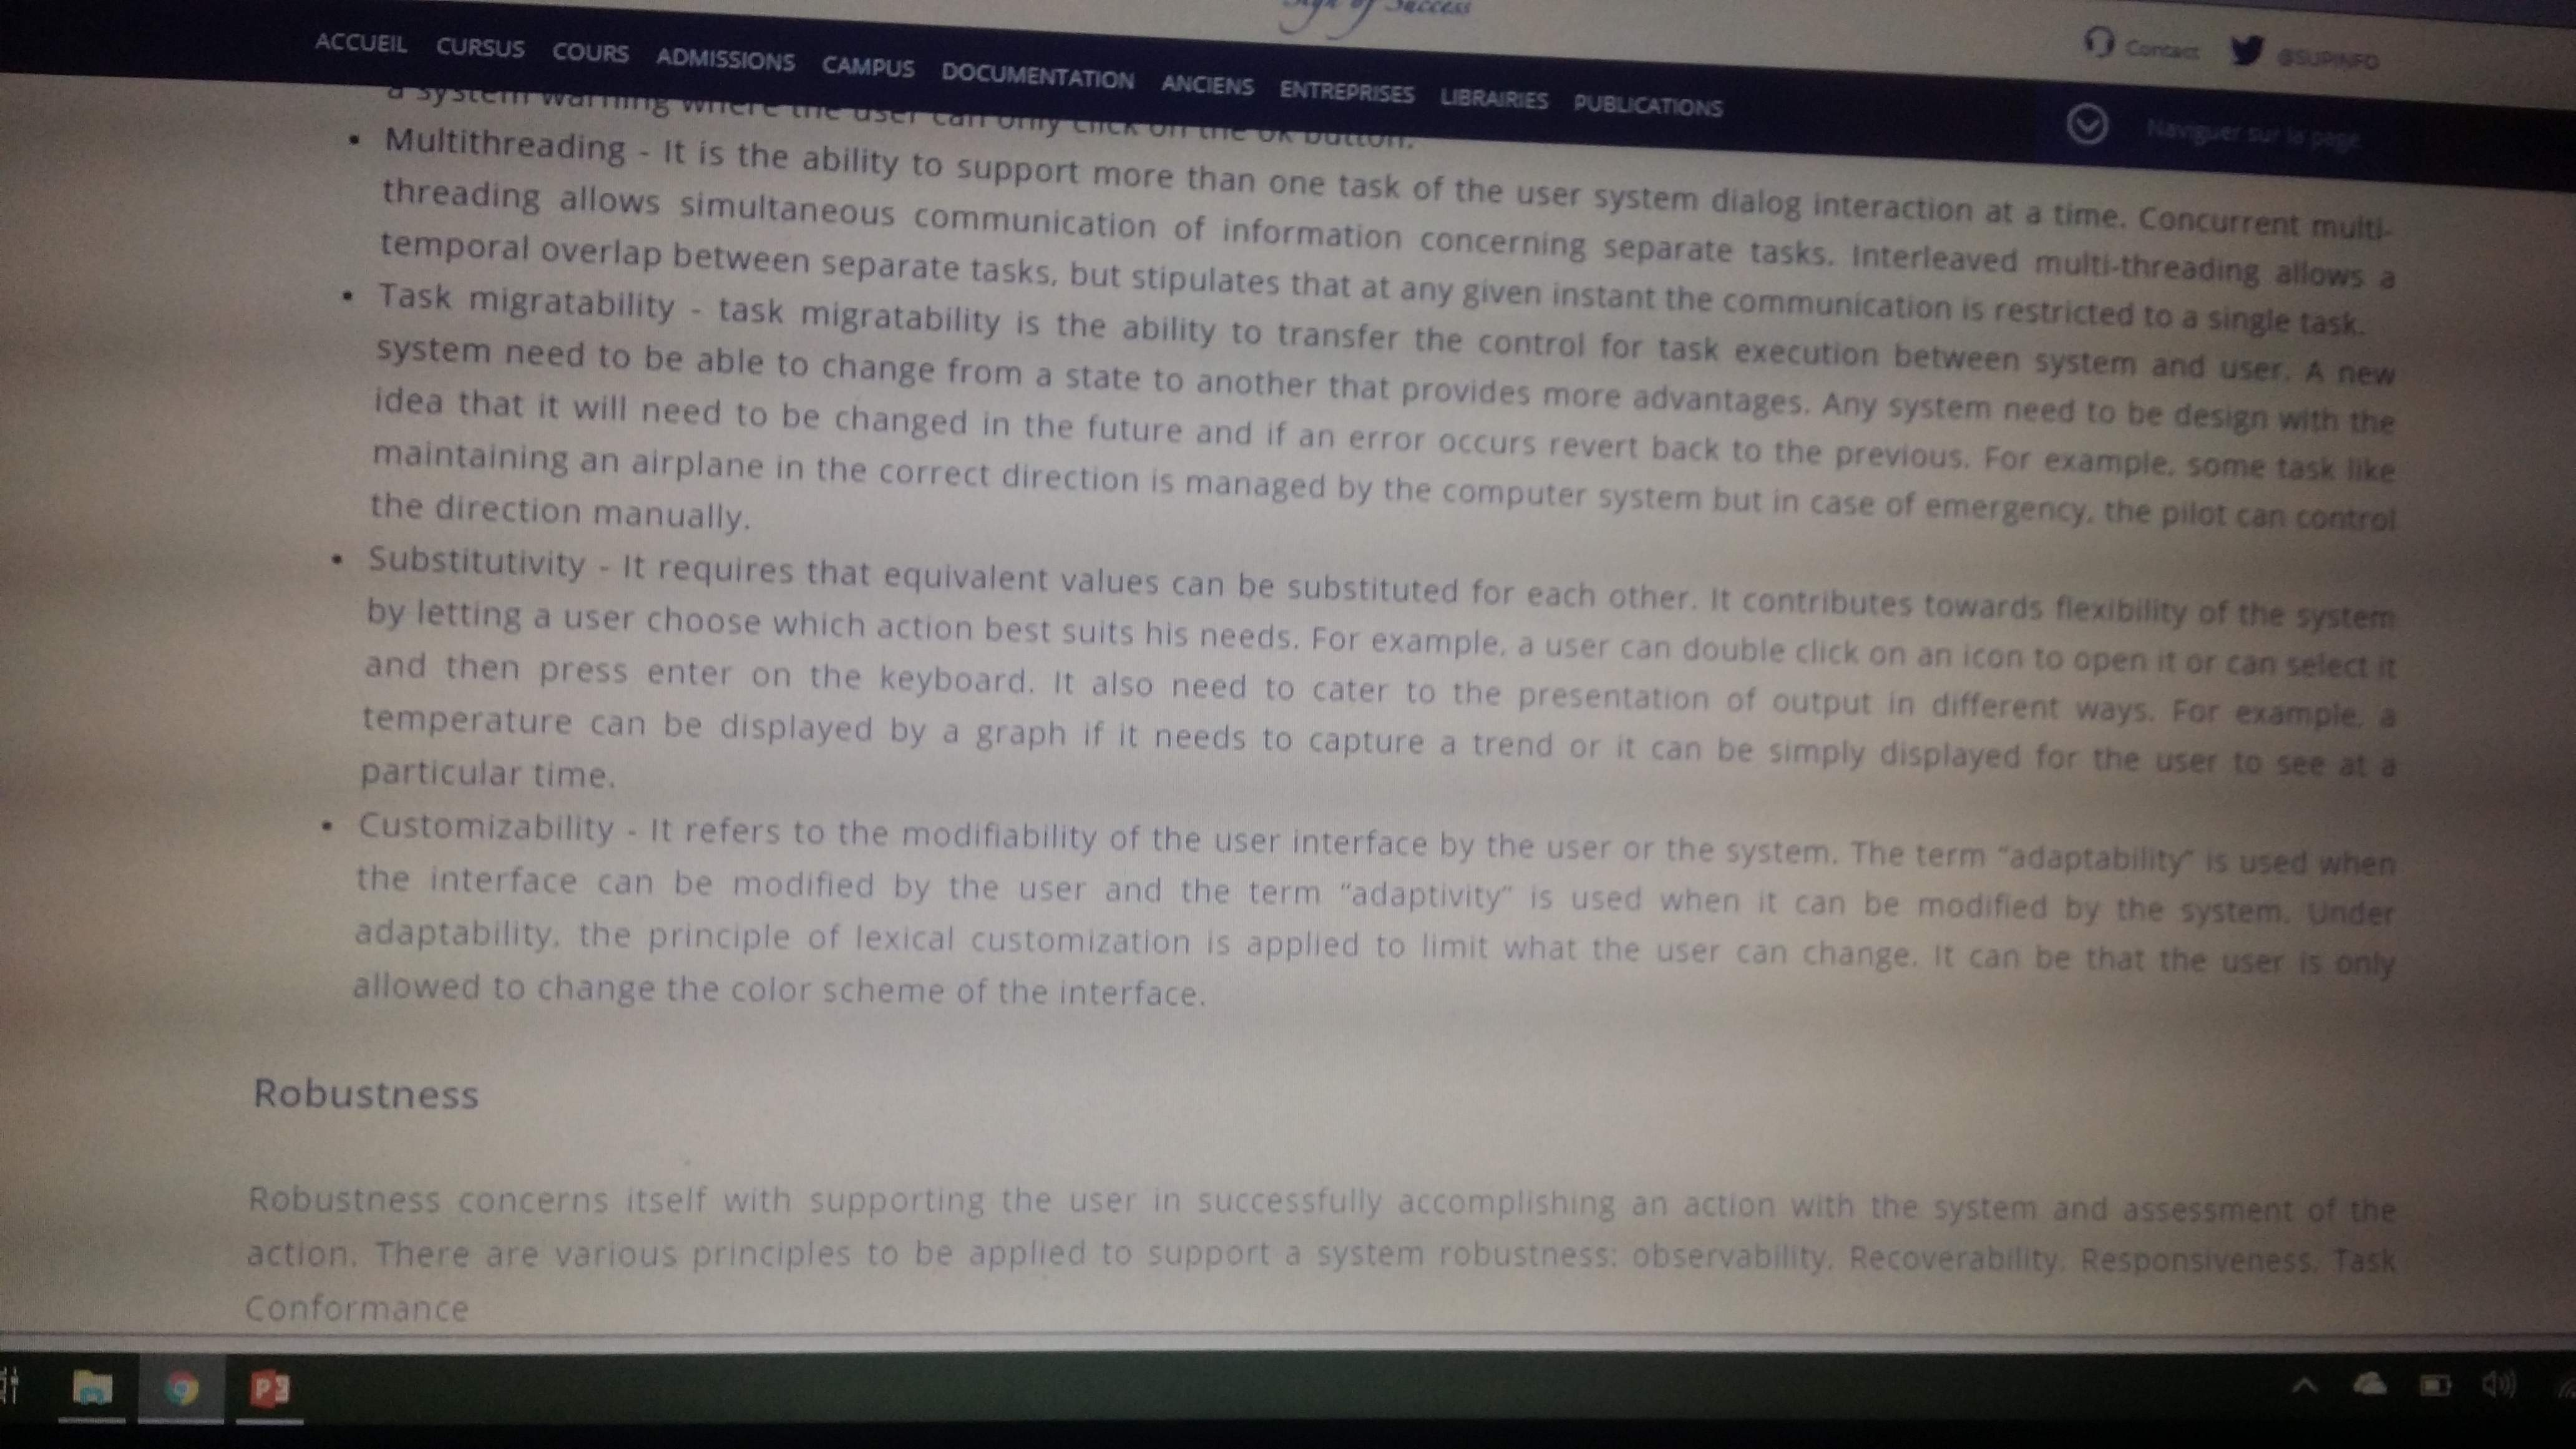 Sign of Success
Contact @SUPINFO
ACCUEIL CURSUS COURS ADMISSIONS CAMPUS DOCUMENTATION ANCIENS ENTREPRISES LIBRAIRIES PUBLICATIONS
Naviguer sur la page
a system warning where the user can only click on the ok button.
• Multithreading - It is the ability to support more than one task of the user system dialog interaction at a time. Concurrent multi-
threading allows simultaneous communication of information concerning separate tasks. Interleaved multi-threading allows a
temporal overlap between separate tasks, but stipulates that at any given instant the communication is restricted to a single task.
• Task migratability - task migratability is the ability to transfer the control for task execution between system and user. A new
system need to be able to change from a state to another that provides more advantages. Any system need to be design with the
idea that it will need to be changed in the future and if an error occurs revert back to the previous. For example, some task like
maintaining an airplane in the correct direction is managed by the computer system but in case of emergency, the pilot can control
the direction manually.
• Substitutivity - It requires that equivalent values can be substituted for each other. It contributes towards flexibility of the system
by letting a user choose which action best suits his needs. For example, a user can double click on an icon to open it or can select it
and then press enter on the keyboard. It also need to cater to the presentation of output in different ways. For example, a
temperature can be displayed by a graph if it needs to capture a trend or it can be simply displayed for the user to see at a
particular time.
• Customizability - It refers to the modifiability of the user interface by the user or the system. The term “adaptability” is used when
the interface can be modified by the user and the term “adaptivity” is used when it can be modified by the system. Under
adaptability, the principle of lexical customization is applied to limit what the user can change. It can be that the user is only
allowed to change the color scheme of the interface.
Robustness
Robustness concerns itself with supporting the user in successfully accomplishing an action with the system and assessment of the
action. There are various principles to be applied to support a system robustness: observability. Recoverability. Responsiveness. Task
Conformance